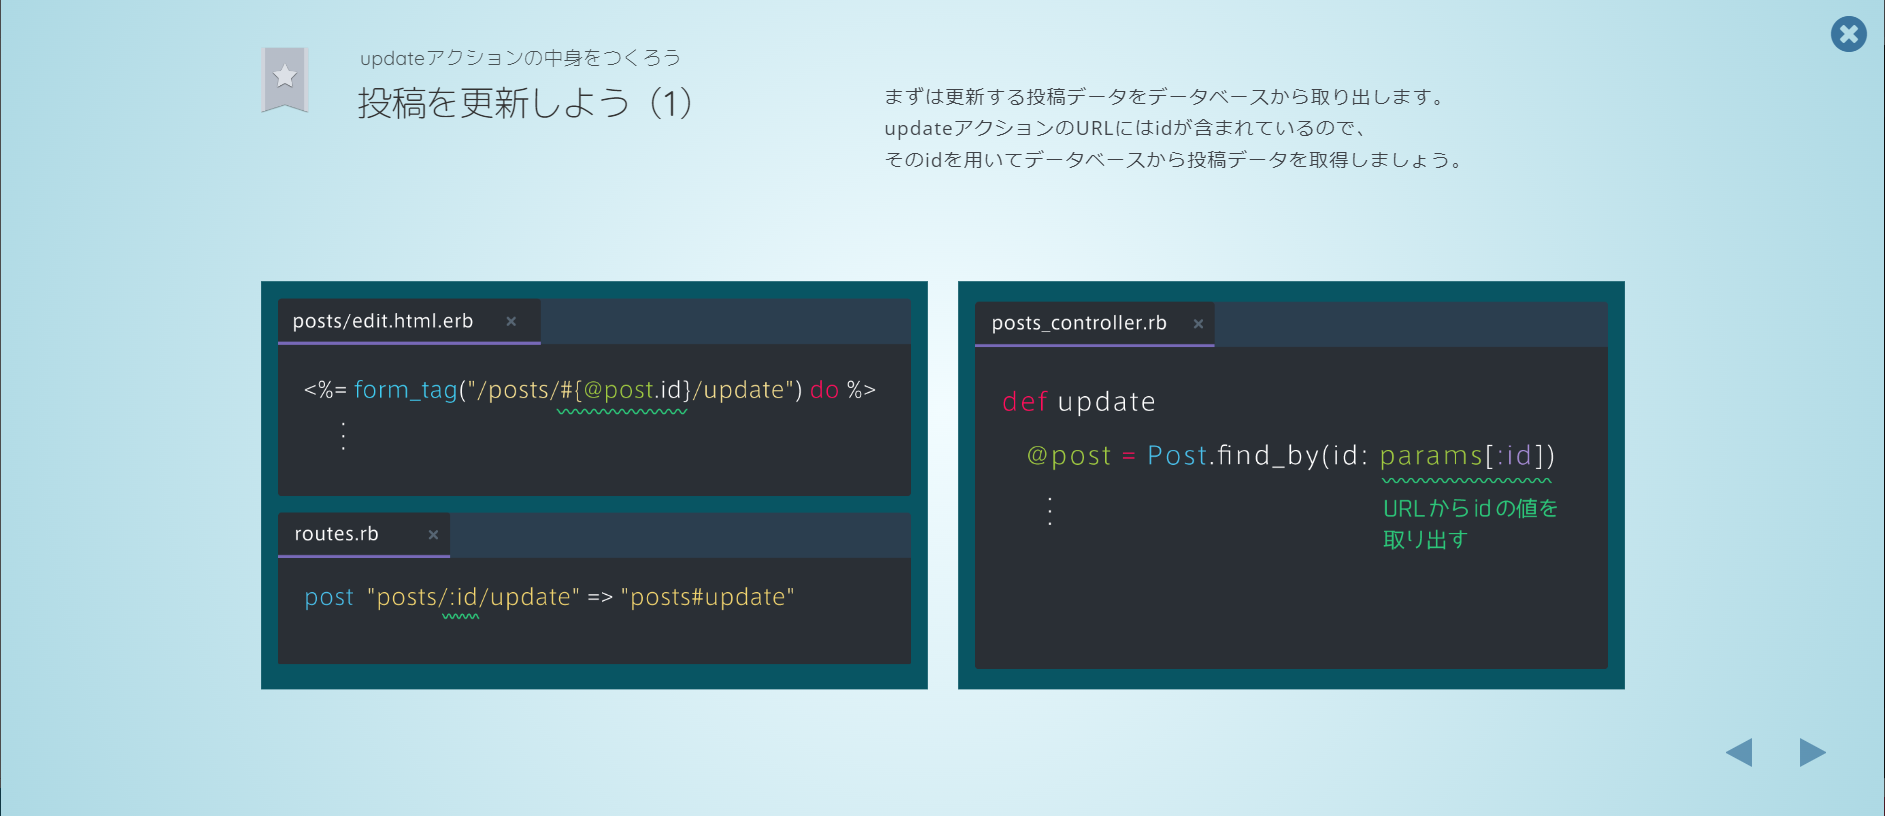 updateアクションの中身をつくろう
投稿を更新しよう（1）
まずは更新する投稿データをデータベースから取り出します。
updateアクションのURLにはidが含まれているので、
そのidを用いてデータベースから投稿データを取得しましょう。
posts/edit.html.erb ×
<%= form_tag("/posts/#{@post.id}/update") do %>
⋮
routes.rb ×
post "posts/:id/update" => "posts#update"
posts_controller.rb ×
def update
@post = Post.find_by(id: params[:id])
⋮
URLからidの値を
取り出す